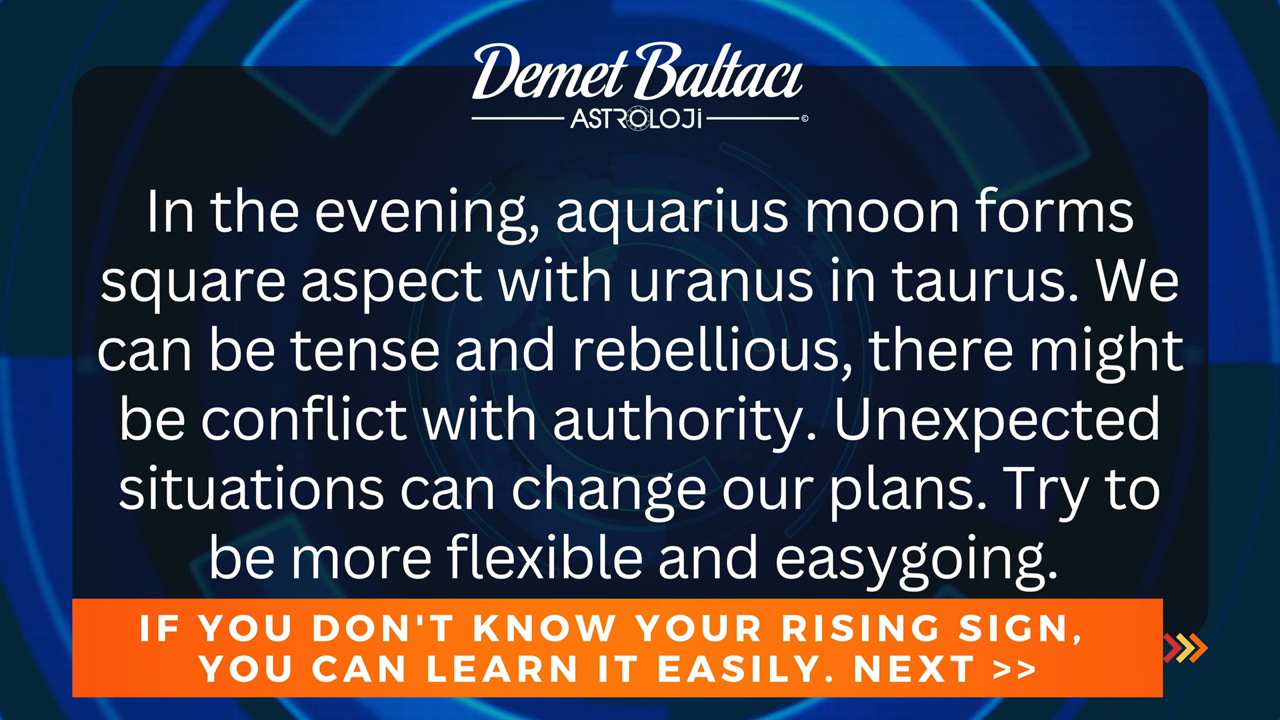 Demet Baltacı
ASTROLOJİ ©
In the evening, aquarius moon forms
square aspect with uranus in taurus. We
can be tense and rebellious, there might
be conflict with authority. Unexpected
situations can change our plans. Try to
be more flexible and easygoing.
IF YOU DON'T KNOW YOUR RISING SIGN,
YOU CAN LEARN IT EASILY. NEXT >>